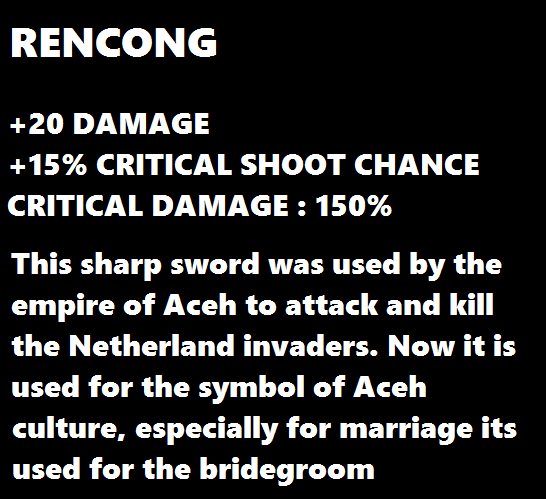 RENCONG
+20 DAMAGE
+15% CRITICAL SHOOT CHANCE
CRITICAL DAMAGE : 150%
This sharp sword was used by the
empire of Aceh to attack and kill
the Netherland invaders. Now it is
used for the symbol of Aceh
culture, especially for marriage its
used for the bridegroom